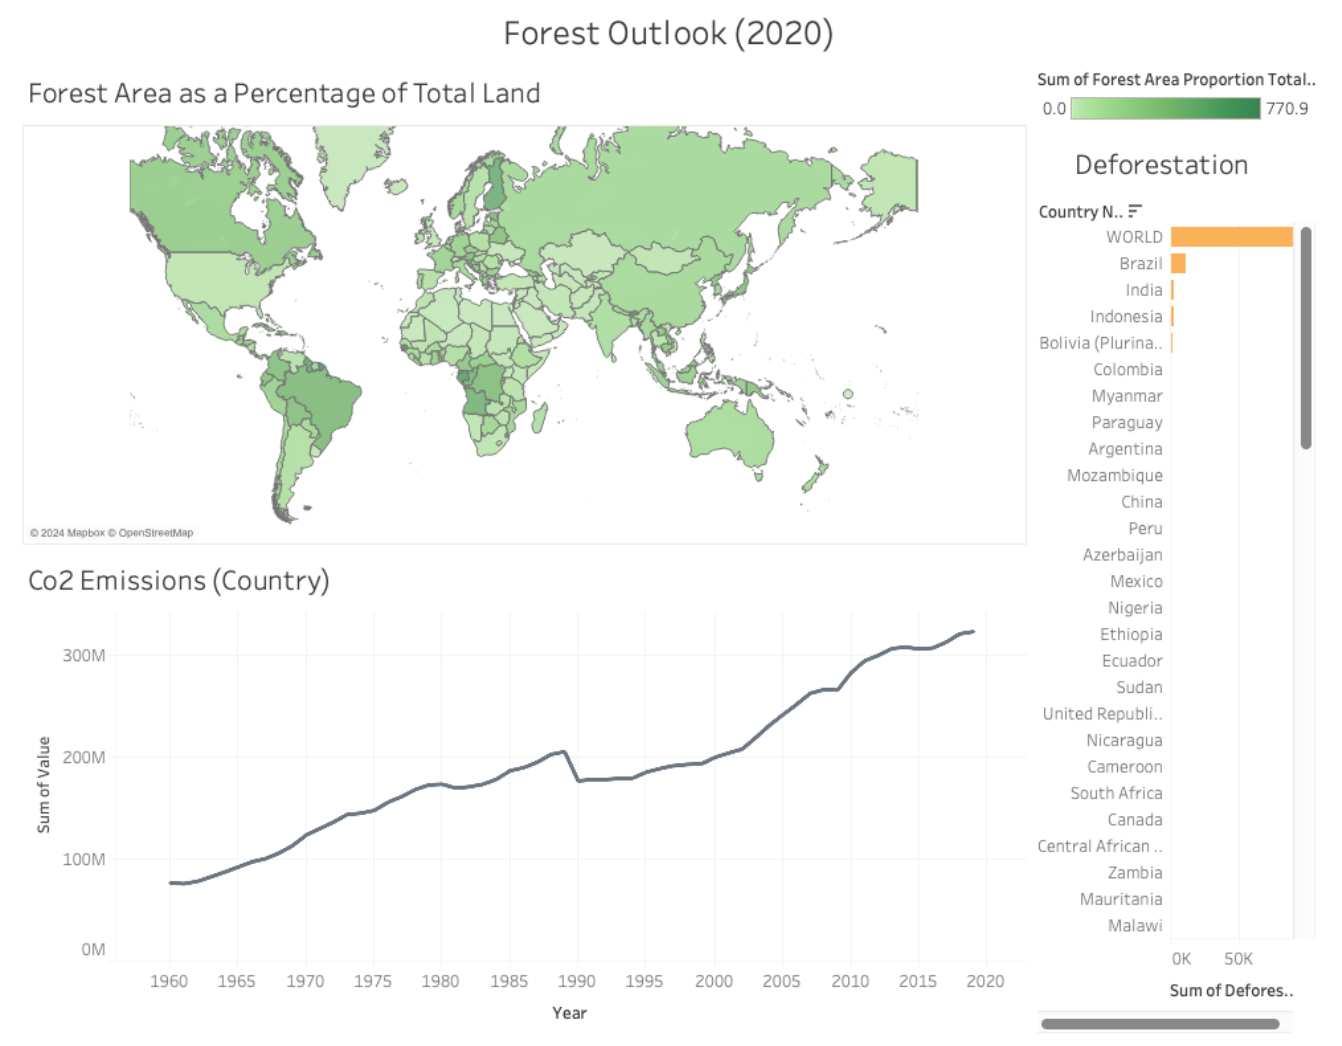 Forest Outlook (2020)
Forest Area as a Percentage of Total Land
© 2024 Mapbox © OpenStreetMap
Sum of Forest Area Proportion Total..
0.0 770.9
Deforestation
Country N..
WORLD
Brazil
India
Indonesia
Bolivia (Plurina..
Colombia
Myanmar
Paraguay
Argentina
Mozambique
China
Peru
Azerbaijan
Mexico
Nigeria
Ethiopia
Ecuador
Sudan
United Republi..
Nicaragua
Cameroon
South Africa
Canada
Central African ..
Zambia
Mauritania
Malawi
0K 50K
Sum of Defores..
Co2 Emissions (Country)
Sum of Value
300M
200M
100M
0M
1960 1965 1970 1975 1980 1985 1990 1995 2000 2005 2010 2015 2020
Year